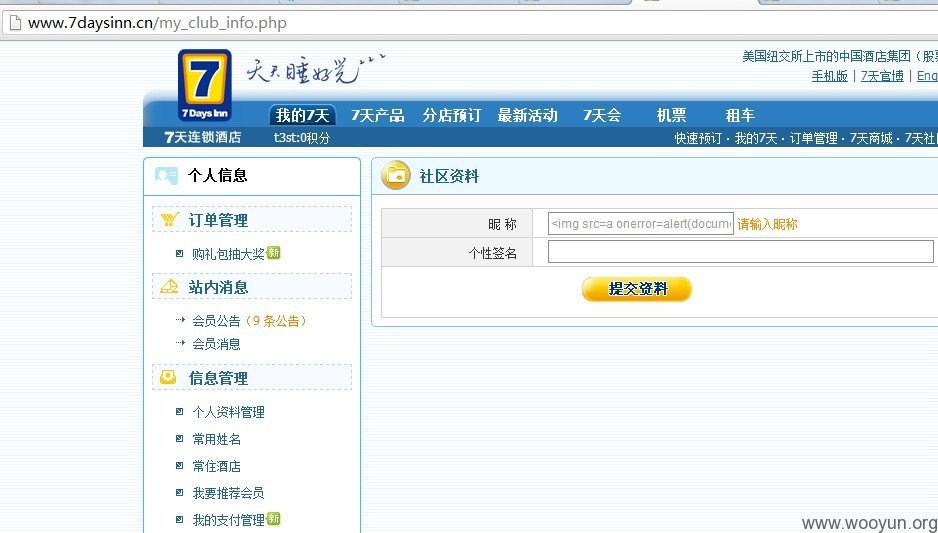 www.7daysinn.cn/my_club_info.php
7
7 Days Inn
7天连锁酒店
天天睡好觉
美国纽交所上市的中国酒店集团（股票
手机版 | 7天官博 | Eng
我的7天 7天产品 分店预订 最新活动 7天会 机票 租车
t3st:0积分
快速预订 · 我的7天 · 订单管理 · 7天商城 · 7天社
个人信息
订单管理
购礼包抽大奖 新
站内消息
会员公告（9 条公告）
会员消息
信息管理
个人资料管理
常用姓名
常住酒店
我要推荐会员
我的支付管理 新
社区资料
昵 称 <img src=a onerror=alert(docum 请输入昵称
个性签名
提交资料
www.wooyun.org